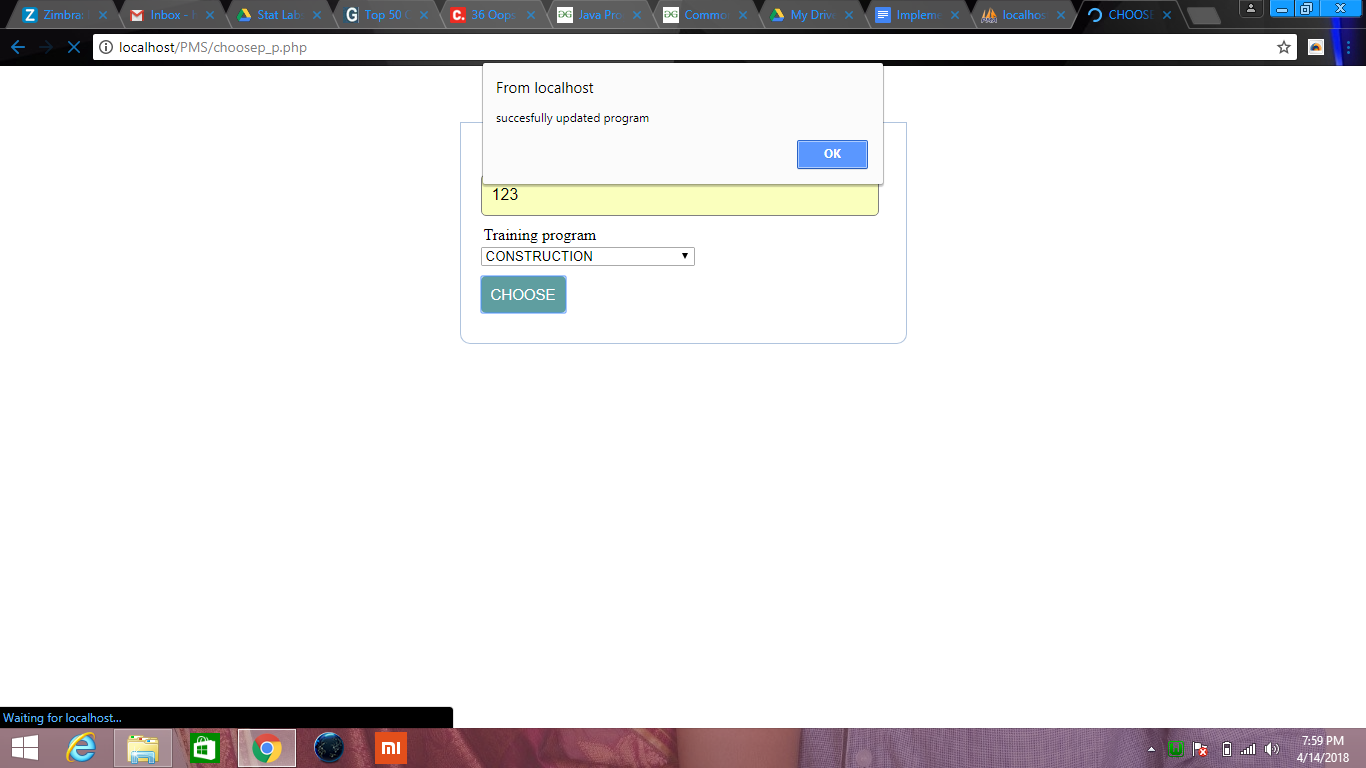 Zimbra
Inbox -
Stat Lab
Top 50
36 Oops
Java Pro
Commo
My Drive
Impleme
localhos
CHOOSE
localhost/PMS/choosep_p.php
From localhost
succesfully updated program
OK
123
Training program
CONSTRUCTION
CHOOSE
Waiting for localhost...
7:59 PM
4/14/2018